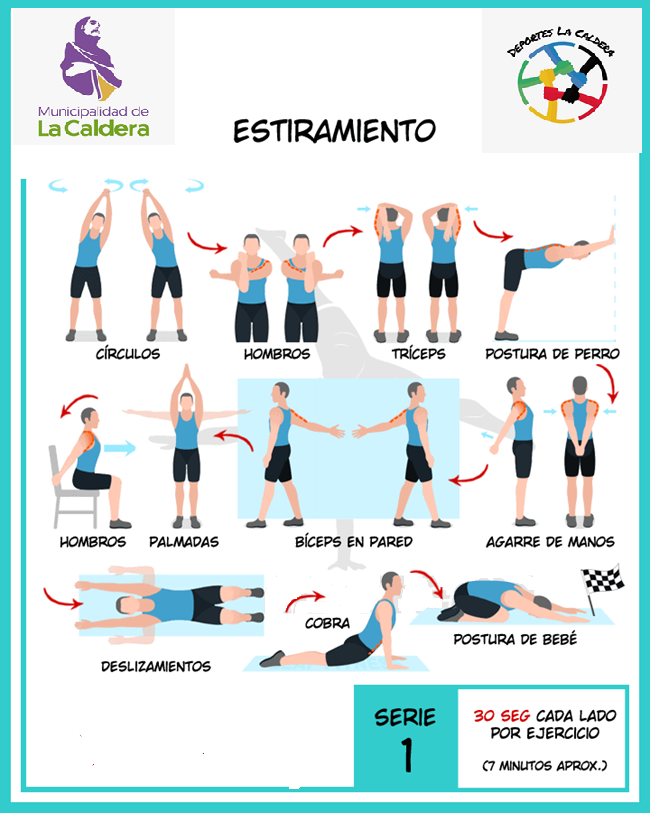 Municipalidad de
La Caldera
DEPORTES LA CALDERA
ESTIRAMIENTO
CÍRCULOS
HOMBROS
TRÍCEPS
POSTURA DE PERRO
HOMBROS
PALMADAS
BÍCEPS EN PARED
AGARRE DE MANOS
DESLIZAMIENTOS
COBRA
POSTURA DE BEBÉ
SERIE
1
30 SEG CADA LADO
POR EJERCICIO
(7 MINUTOS APROX.)